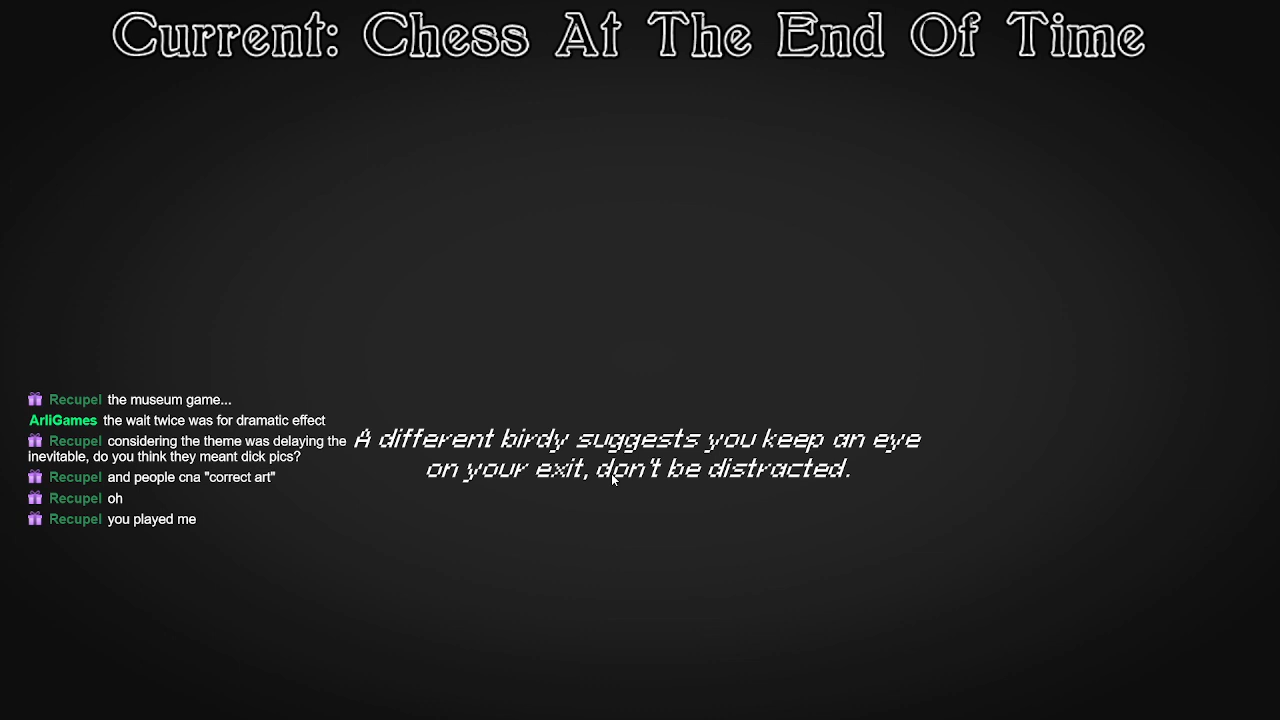 Current: Chess At The End Of Time
Recupel the museum game...
ArliGames the wait twice was for dramatic effect
Recupel considering the theme was delaying the
inevitable, do you think they meant dick pics?
Recupel and people cna "correct art"
Recupel oh
Recupel you played me
A different birdy suggests you keep an eye
on your exit, don't be distracted.